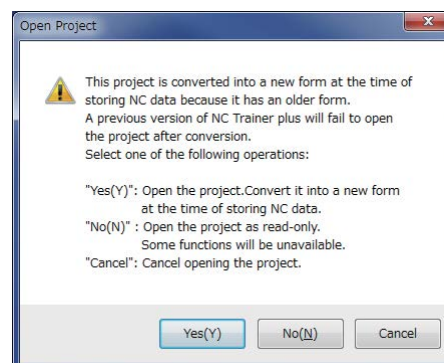 Open Project
This project is converted into a new form at the time of
storing NC data because it has an older form.
A previous version of NC Trainer plus will fail to open
the project after conversion.
Select one of the following operations:
"Yes(Y)": Open the project.Convert it into a new form
at the time of storing NC data.
"No(N)" : Open the project as read-only.
Some functions will be unavailable.
"Cancel": Cancel opening the project.
Yes(Y) No(N) Cancel